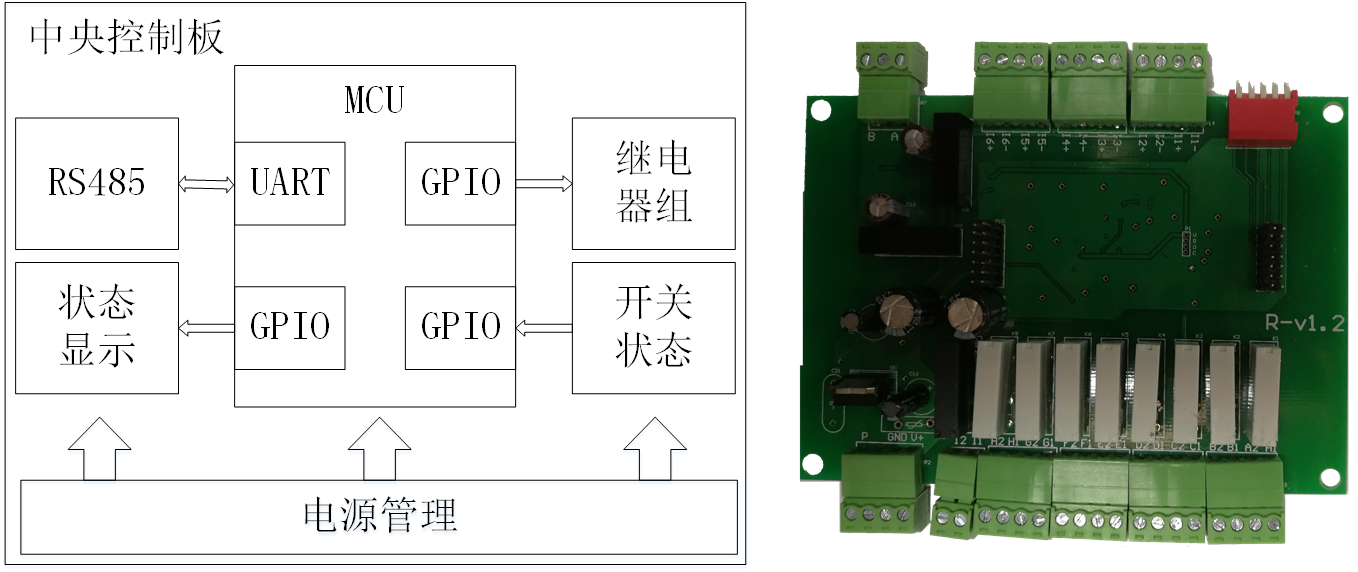 中央控制板
MCU
RS485
UART
GPIO
继电
器组
状态
显示
GPIO
GPIO
开关
状态
电源管理
B A
I6+ I6- I5+ I5- I4+ I4- I3+ I3- I2+ I2- I1+ I1-
R-v1.2
P GND V+
I2 I1 H2 H1 G2 G1 F2 F1 E2 E1 D2 D1 C2 C1 B2 B1 A2 A1